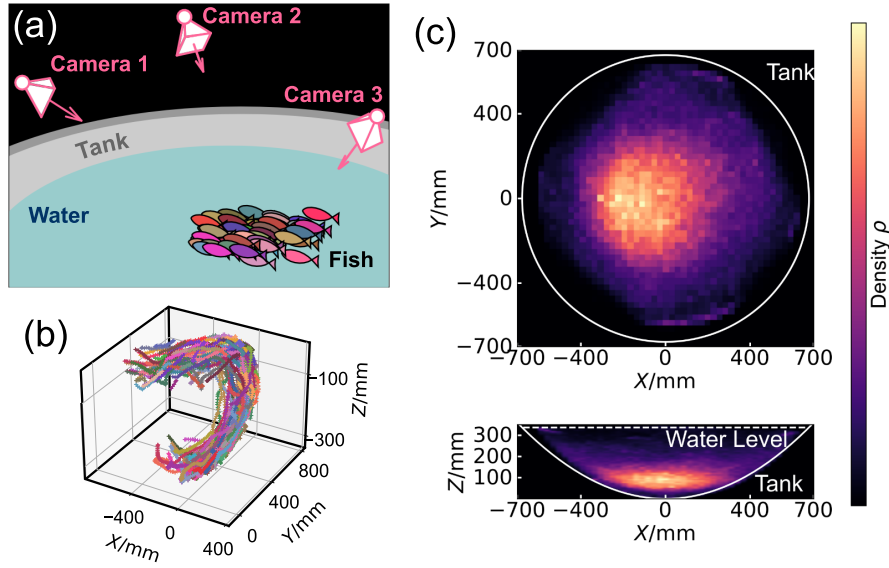 (a)
Camera 2
Camera 1
Camera 3
Tank
Water
Fish
(b)
−100
−300
Z/mm
800
400
0
Y/mm
−400
0
400
X/mm
(c)
700
400
0
−400
−700
Y/mm
Tank
−700
−400
0
400
700
X/mm
300
200
100
Z/mm
Water Level
Tank
−700
−400
0
400
700
X/mm
Density ρ